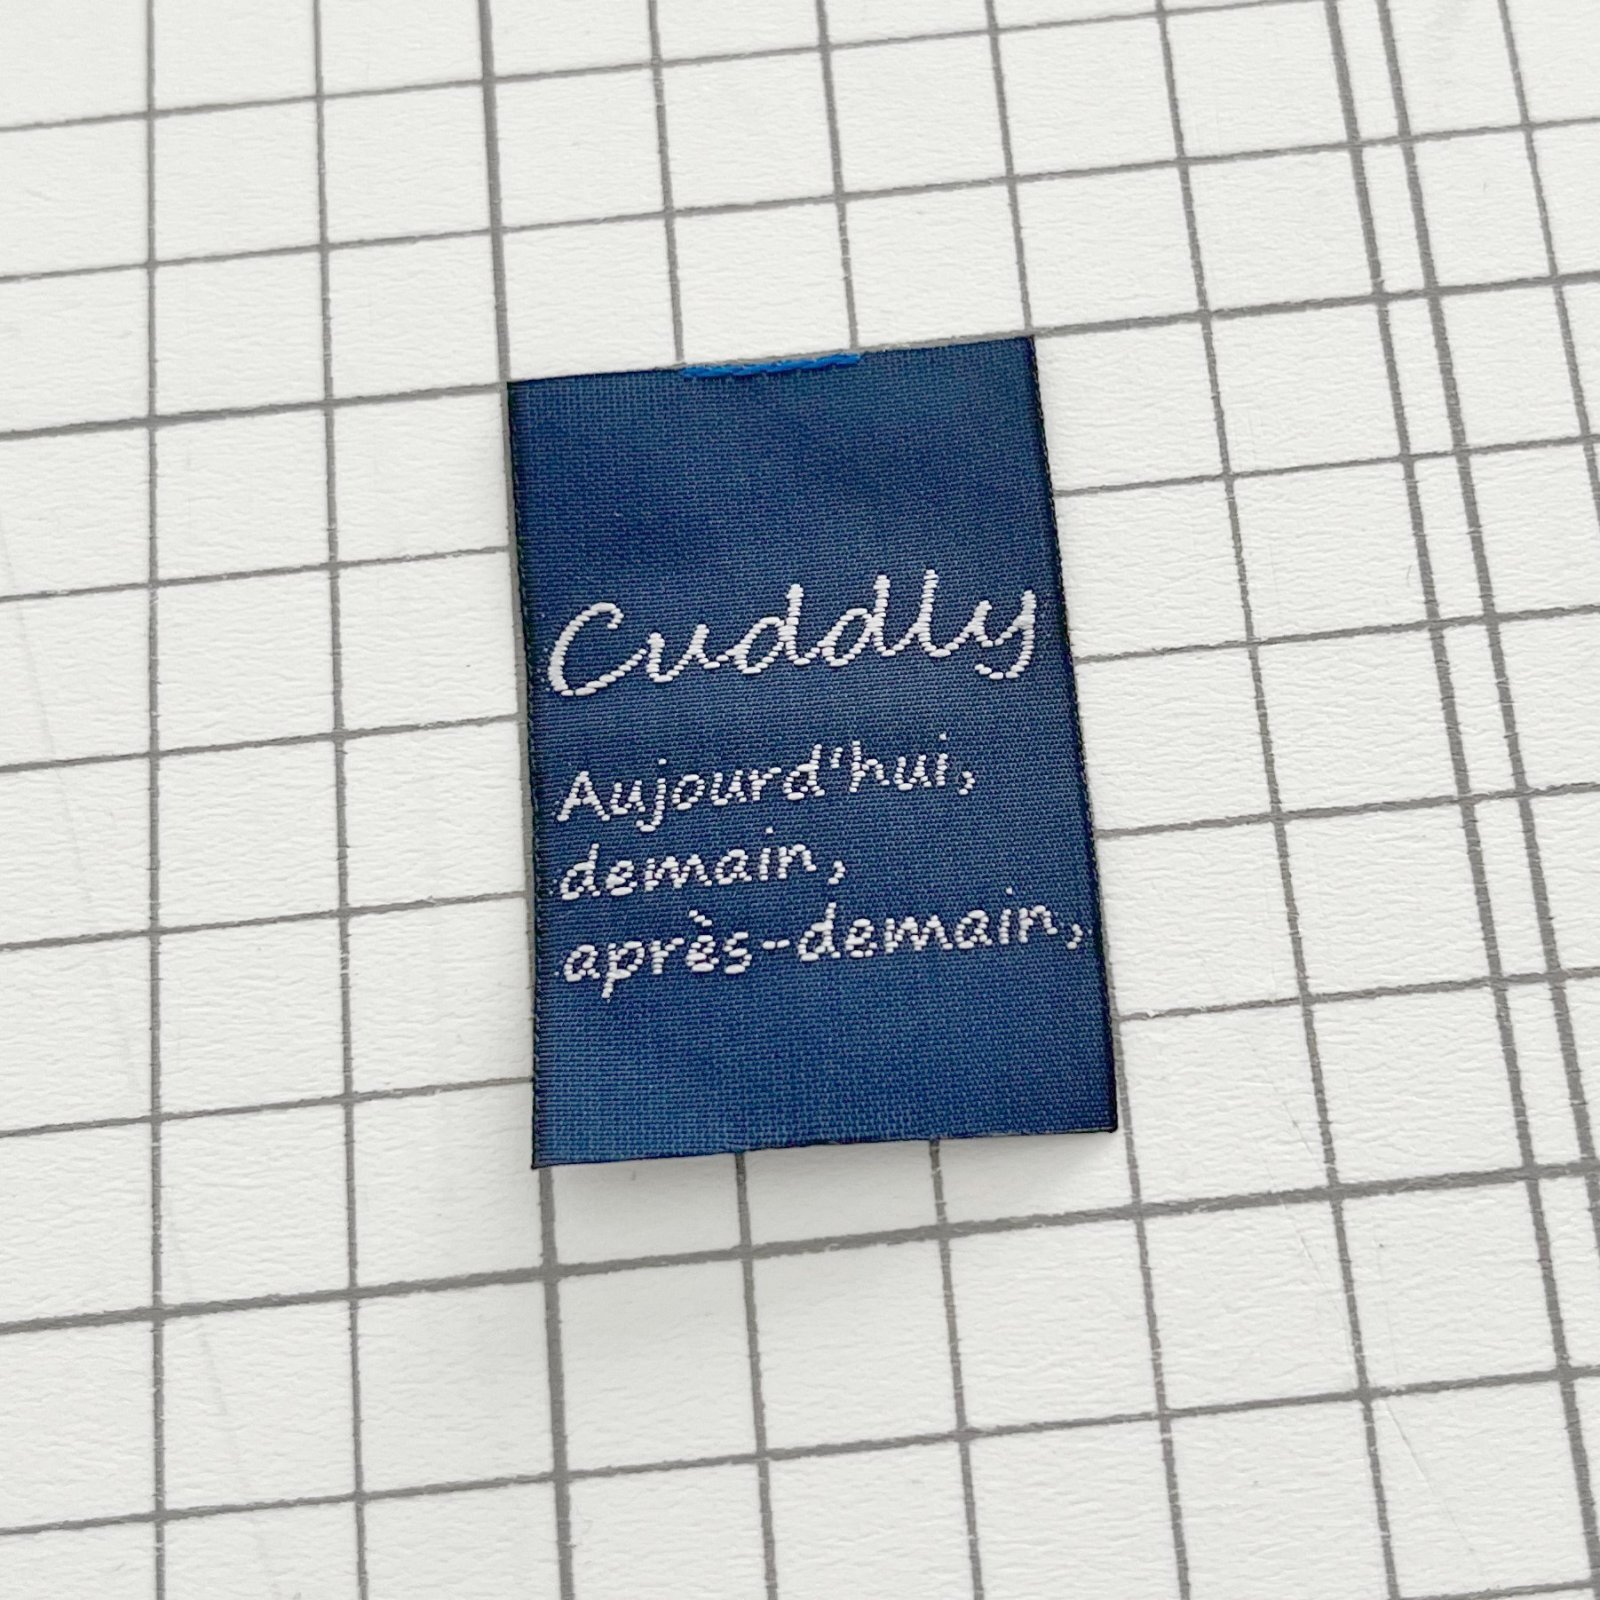 Cuddly
Aujourd'hui,
demain,
après-demain,